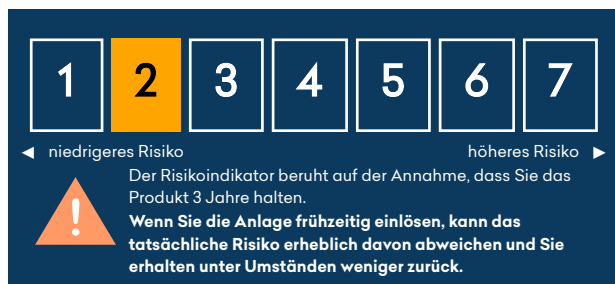 1 2 3 4 5 6 7
◄ niedrigeres Risiko höheres Risiko ►
Der Risikoindikator beruht auf der Annahme, dass Sie das
Produkt 3 Jahre halten.
Wenn Sie die Anlage frühzeitig einlösen, kann das
tatsächliche Risiko erheblich davon abweichen und Sie
erhalten unter Umständen weniger zurück.
!